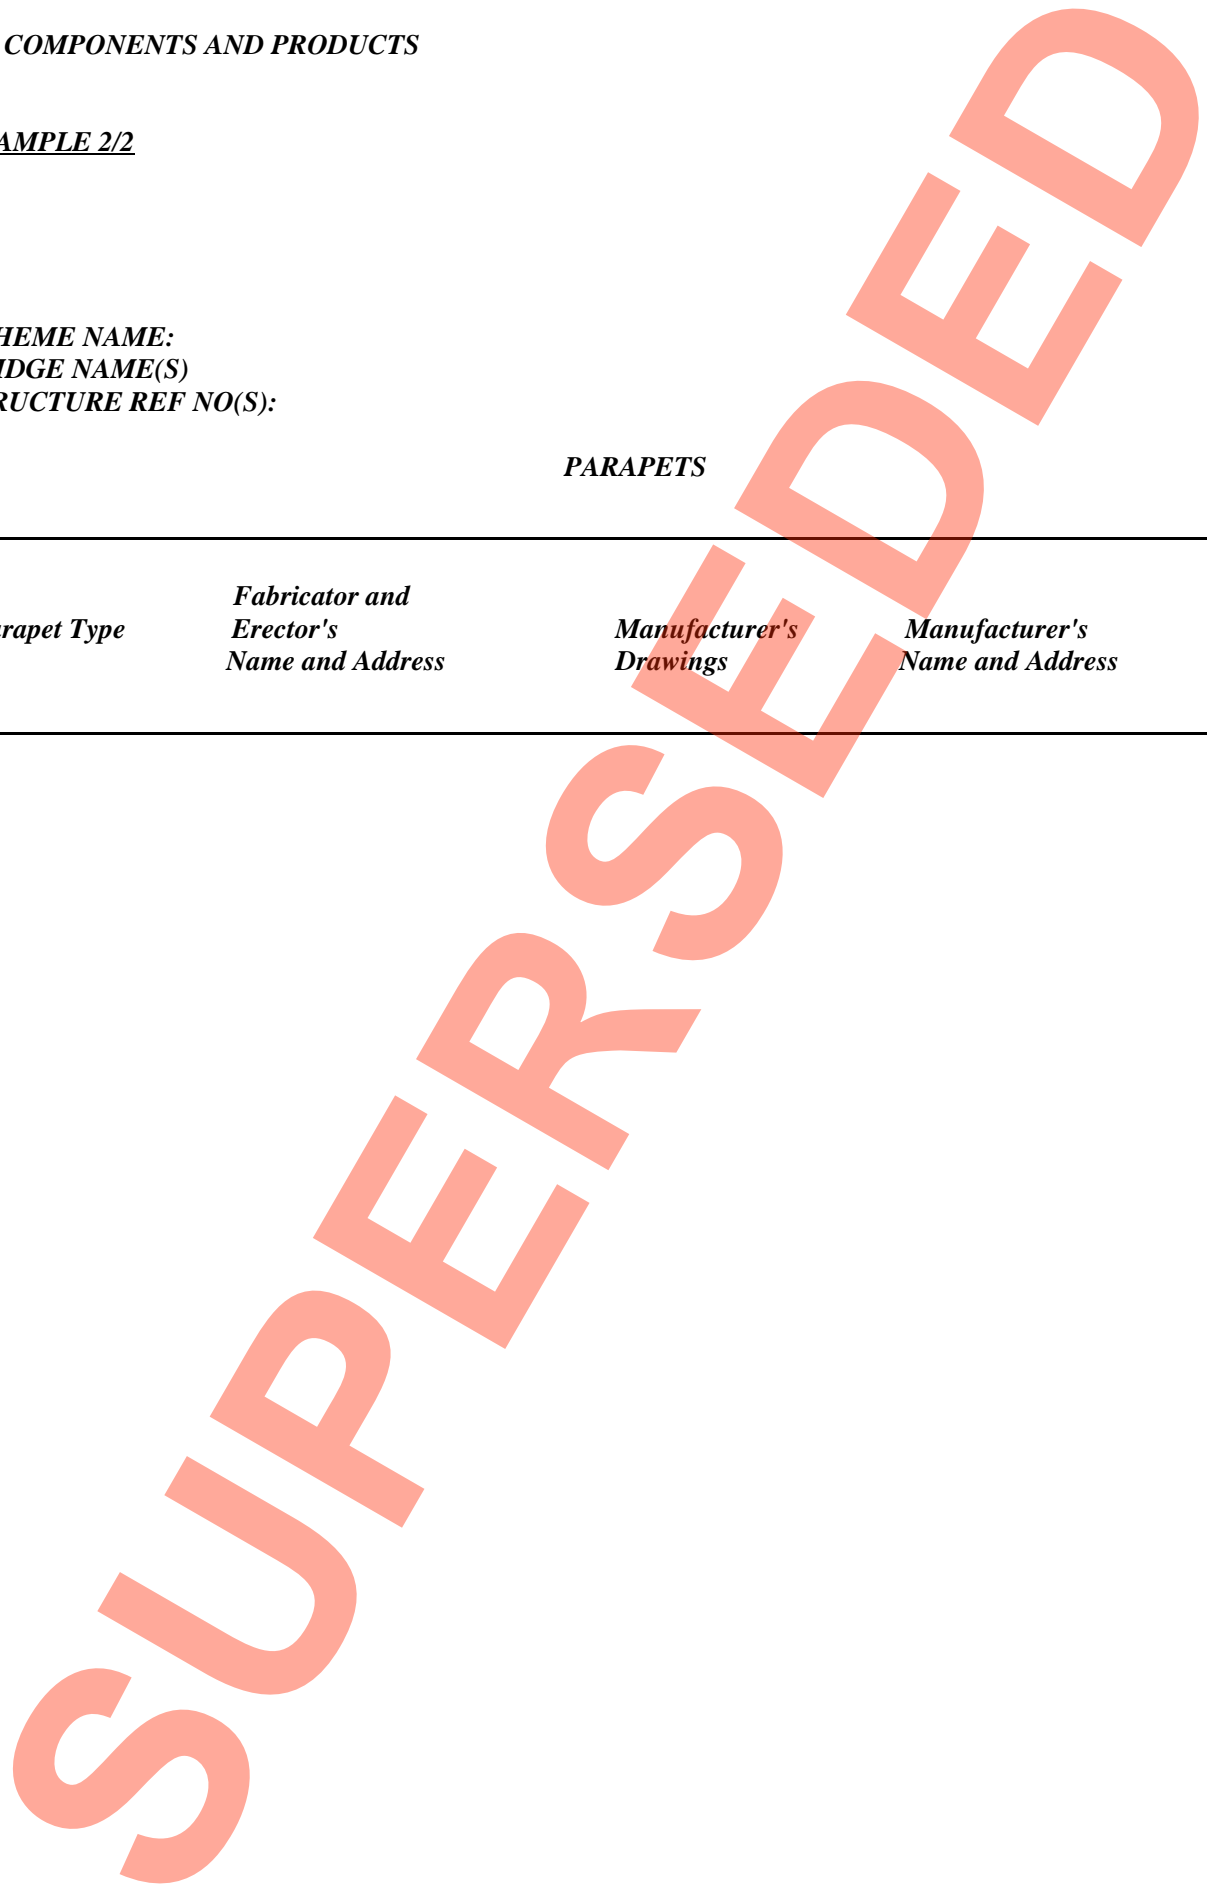 COMPONENTS AND PRODUCTS
AMPLE 2/2
HEME NAME:
IDGE NAME(S)
RUCTURE REF NO(S):
PARAPETS
Fabricator and
rapet Type Erector's Manufacturer's Manufacturer's
Name and Address Drawings Name and Address
SUPERSEDED